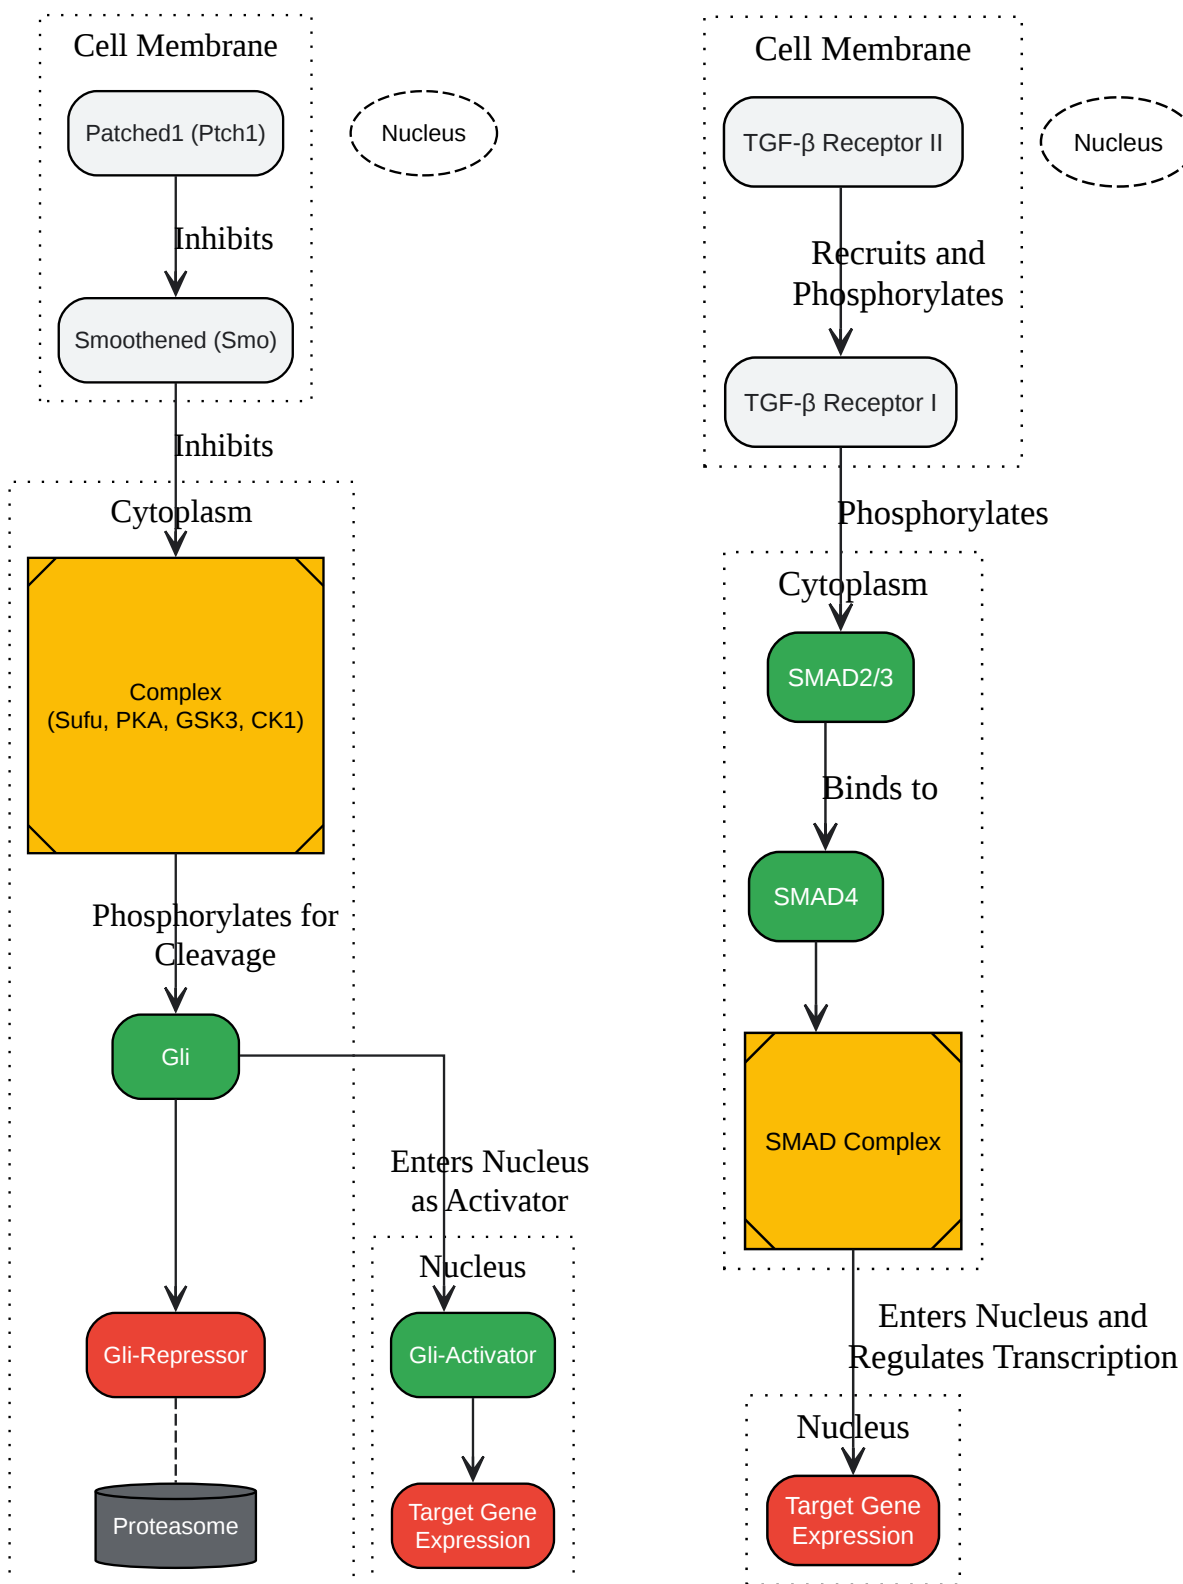 Cell Membrane
Patched1 (Ptch1)
Nucleus
Inhibits
Smoothened (Smo)
Inhibits
Cytoplasm
Complex
(Sufu, PKA, GSK3, CK1)
Phosphorylates for
Cleavage
Gli
Enters Nucleus
as Activator
Nucleus
Gli-Repressor
Gli-Activator
Proteasome
Target Gene
Expression
Cell Membrane
TGF-β Receptor II
Nucleus
Recruits and
Phosphorylates
TGF-β Receptor I
Phosphorylates
Cytoplasm
SMAD2/3
Binds to
SMAD4
SMAD Complex
Enters Nucleus and
Regulates Transcription
Nucleus
Target Gene
Expression